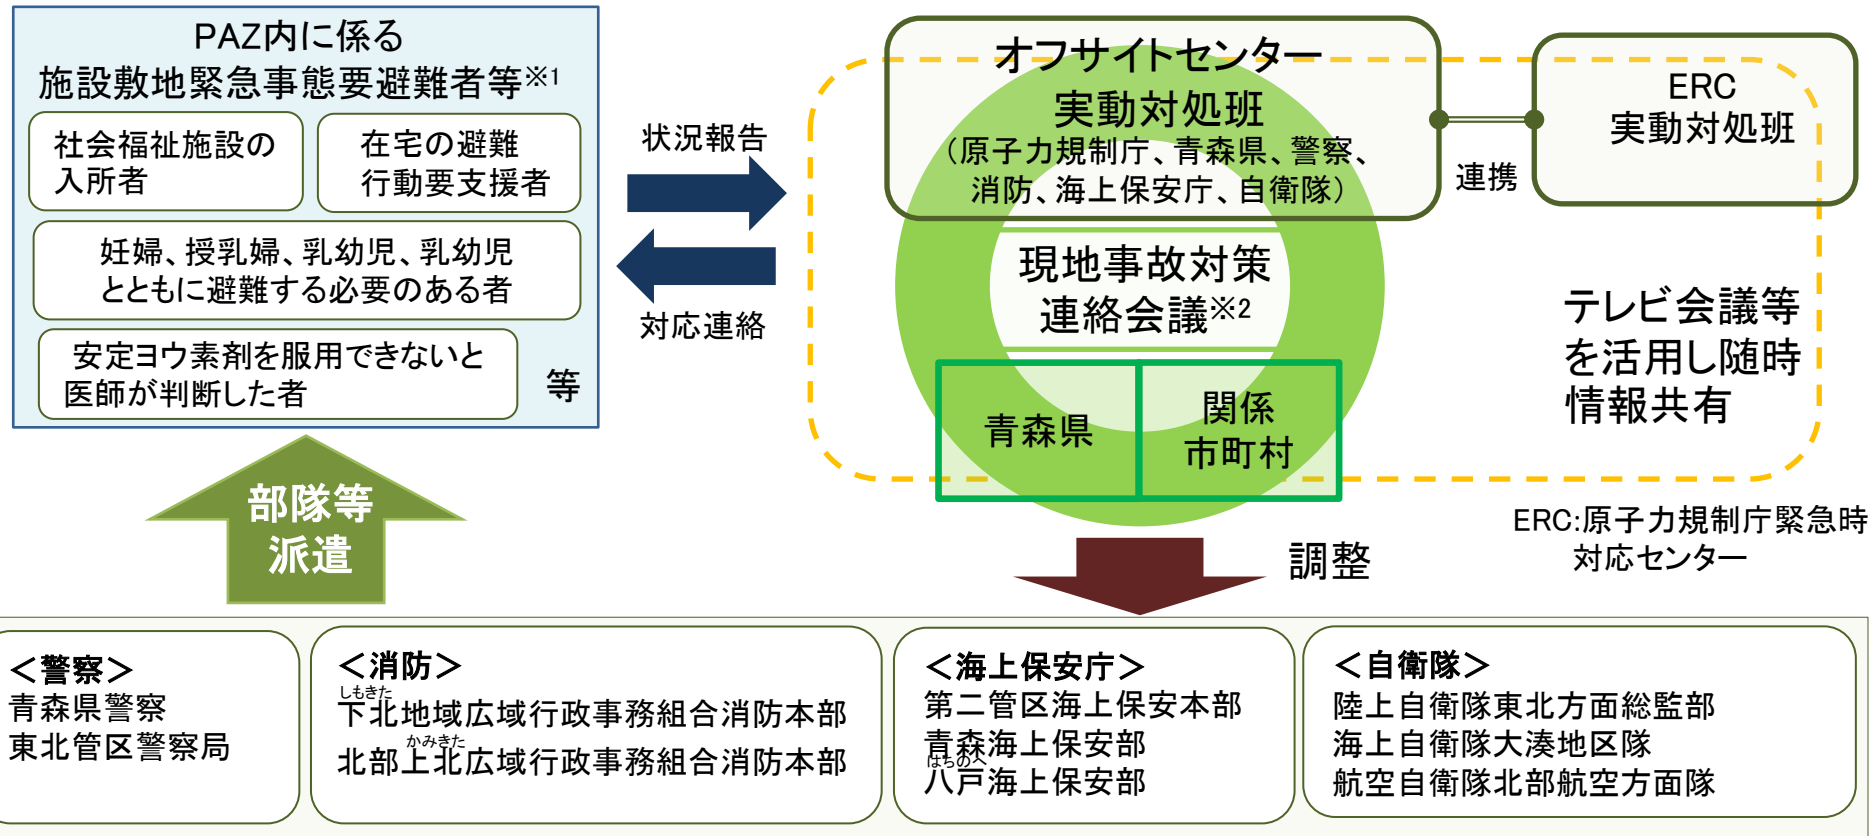 PAZ内に係る
施設敷地緊急事態要避難者等※1
社会福祉施設の
入所者
在宅の避難
行動要支援者
妊婦、授乳婦、乳幼児、乳幼児
とともに避難する必要のある者
安定ヨウ素剤を服用できないと
医師が判断した者
等
状況報告
対応連絡
オフサイトセンター
実動対処班
（原子力規制庁、青森県、警察、
消防、海上保安庁、自衛隊）
連携
ERC
実動対処班
現地事故対策
連絡会議※2
青森県
関係
市町村
テレビ会議等
を活用し随時
情報共有
ERC:原子力規制庁緊急時
対応センター
部隊等
派遣
調整
＜警察＞
青森県警察
東北管区警察局
＜消防＞
しもきた
下北地域広域行政事務組合消防本部
かみきた
北部上北広域行政事務組合消防本部
＜海上保安庁＞
第二管区海上保安本部
青森海上保安部
はちのへ
八戸海上保安部
＜自衛隊＞
陸上自衛隊東北方面総監部
海上自衛隊大湊地区隊
航空自衛隊北部航空方面隊